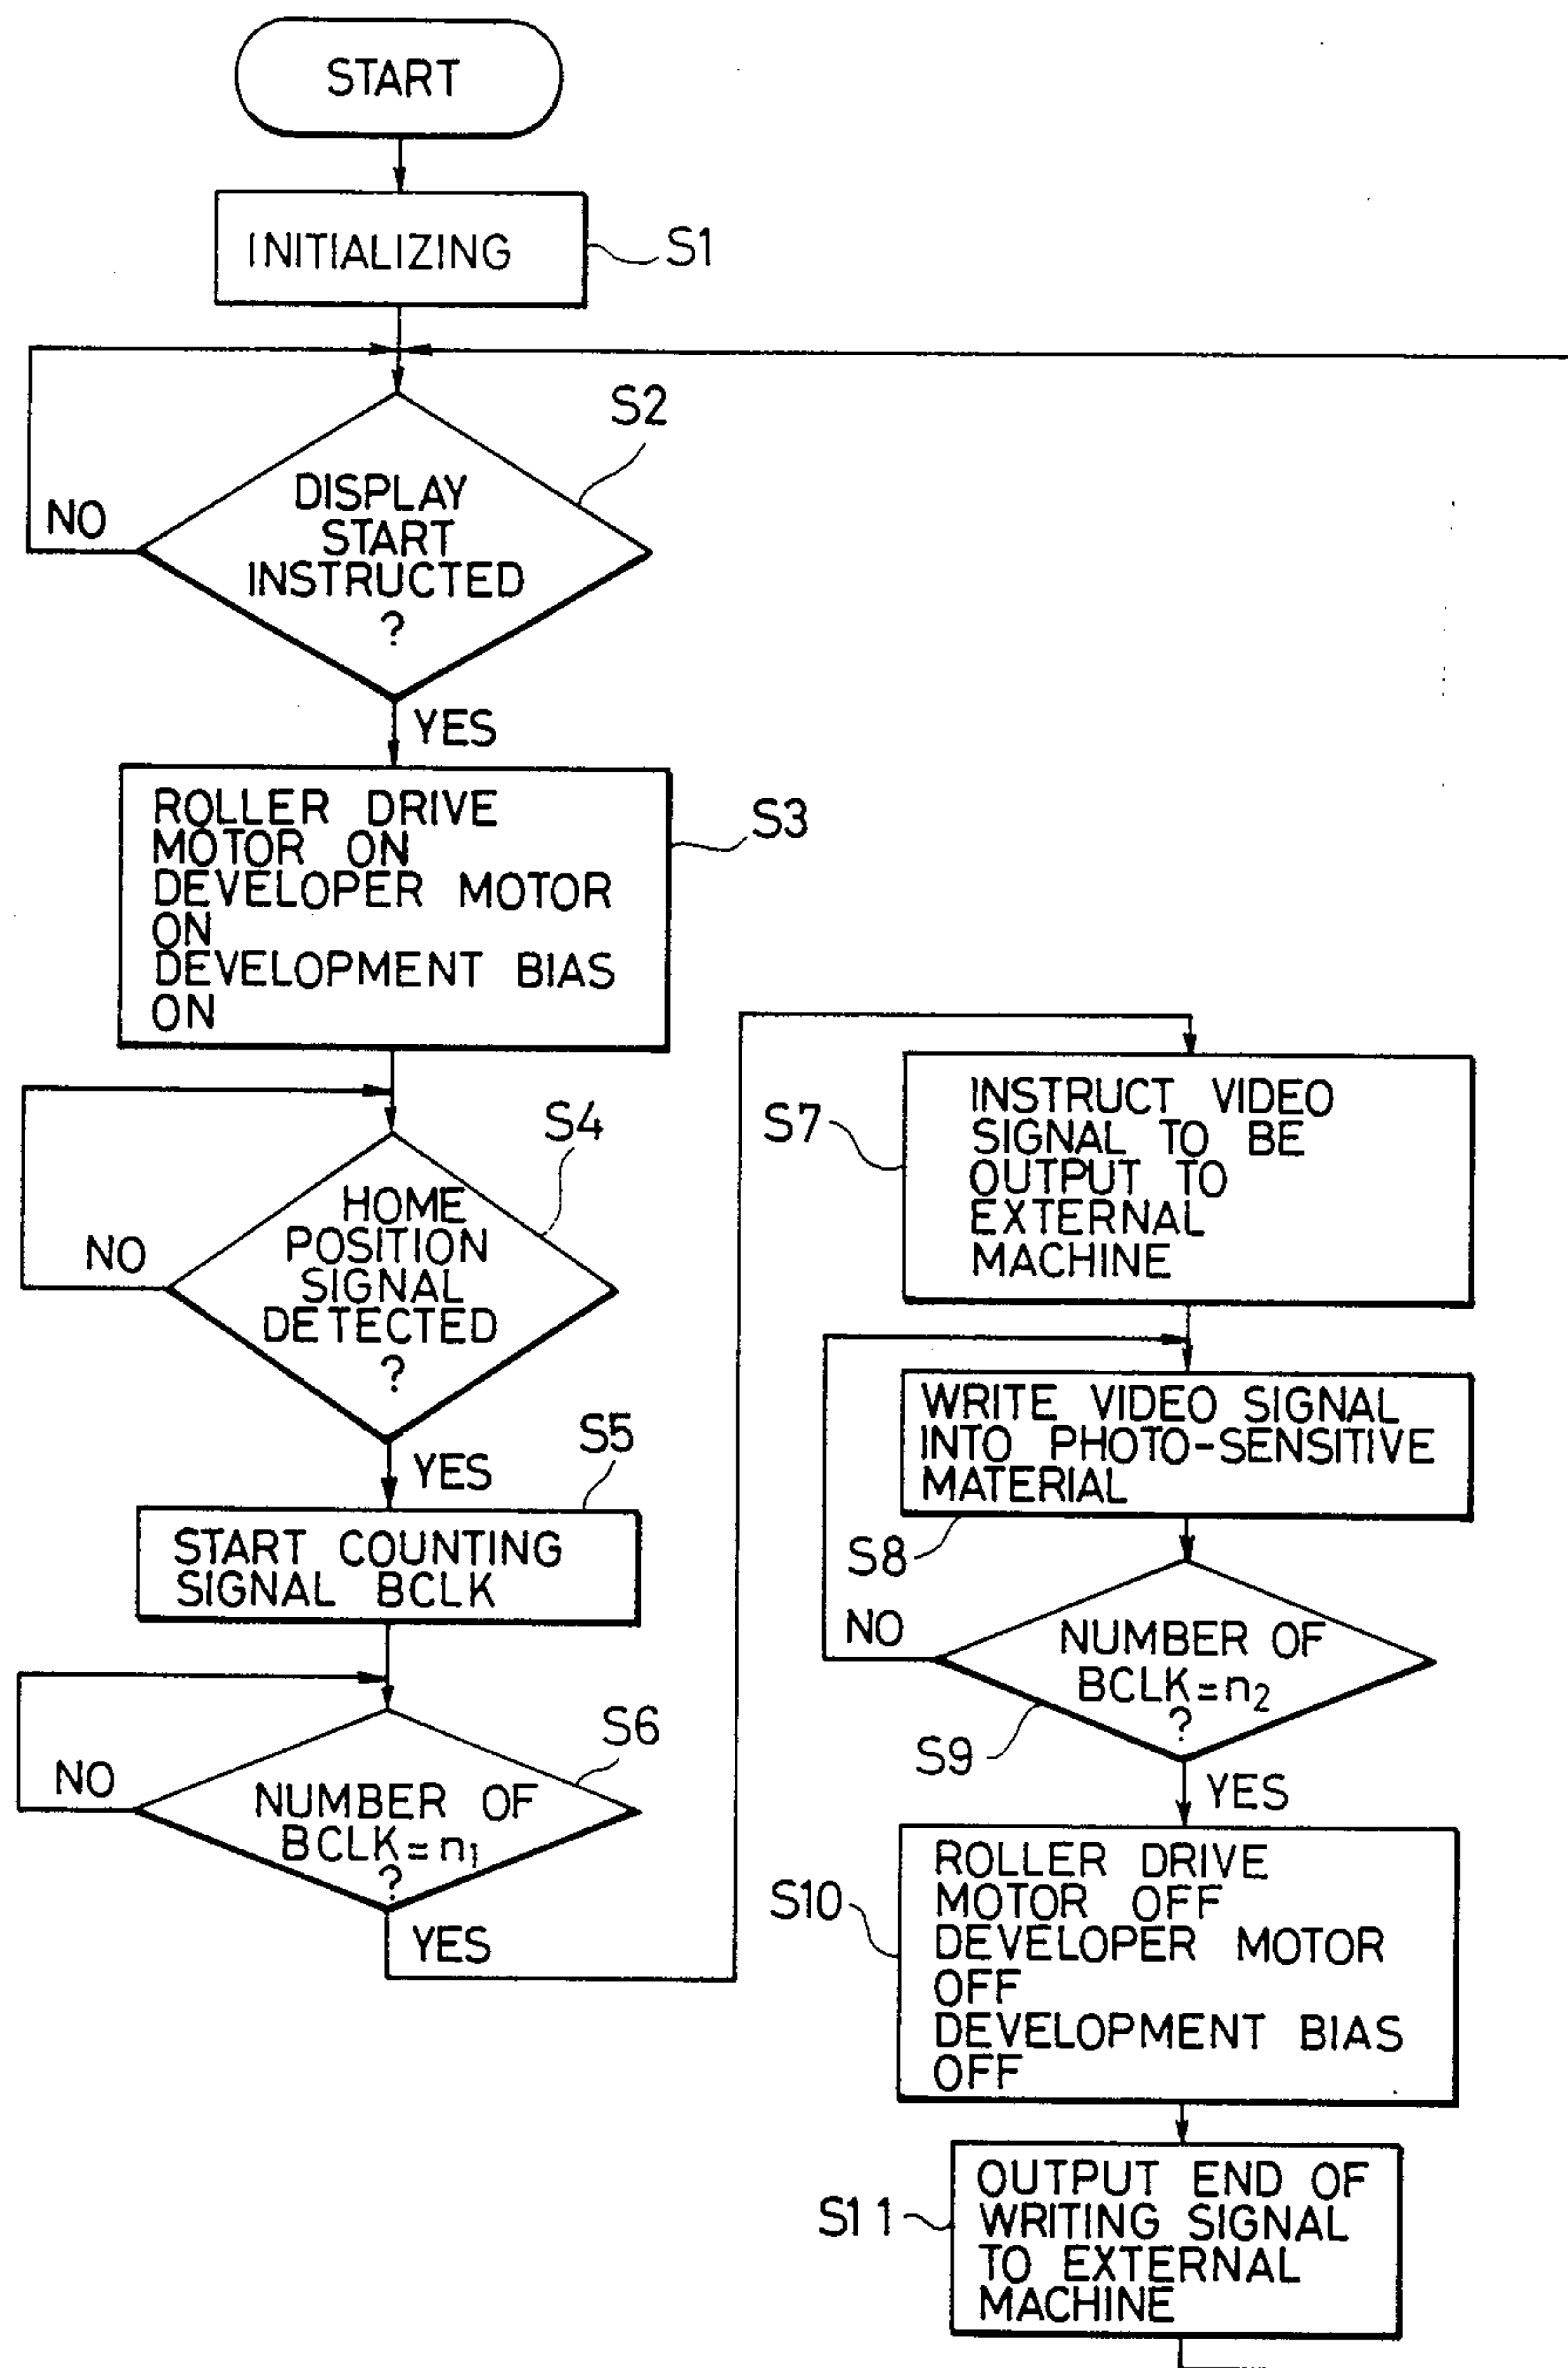 START
INITIALIZING
S1
S2
DISPLAY
START
INSTRUCTED
?
NO
YES
ROLLER DRIVE
MOTOR ON
DEVELOPER MOTOR
ON
DEVELOPMENT BIAS
ON
S3
S4
HOME
POSITION
SIGNAL
DETECTED
?
NO
YES
S5
START COUNTING
SIGNAL BCLK
S6
NUMBER OF
BCLK=n₁
?
NO
YES
S7
INSTRUCT VIDEO
SIGNAL TO BE
OUTPUT TO
EXTERNAL
MACHINE
WRITE VIDEO SIGNAL
INTO PHOTO-SENSITIVE
MATERIAL
S8
NO
NUMBER OF
BCLK=n₂
?
S9
YES
S10
ROLLER DRIVE
MOTOR OFF
DEVELOPER MOTOR
OFF
DEVELOPMENT BIAS
OFF
S11
OUTPUT END OF
WRITING SIGNAL
TO EXTERNAL
MACHINE